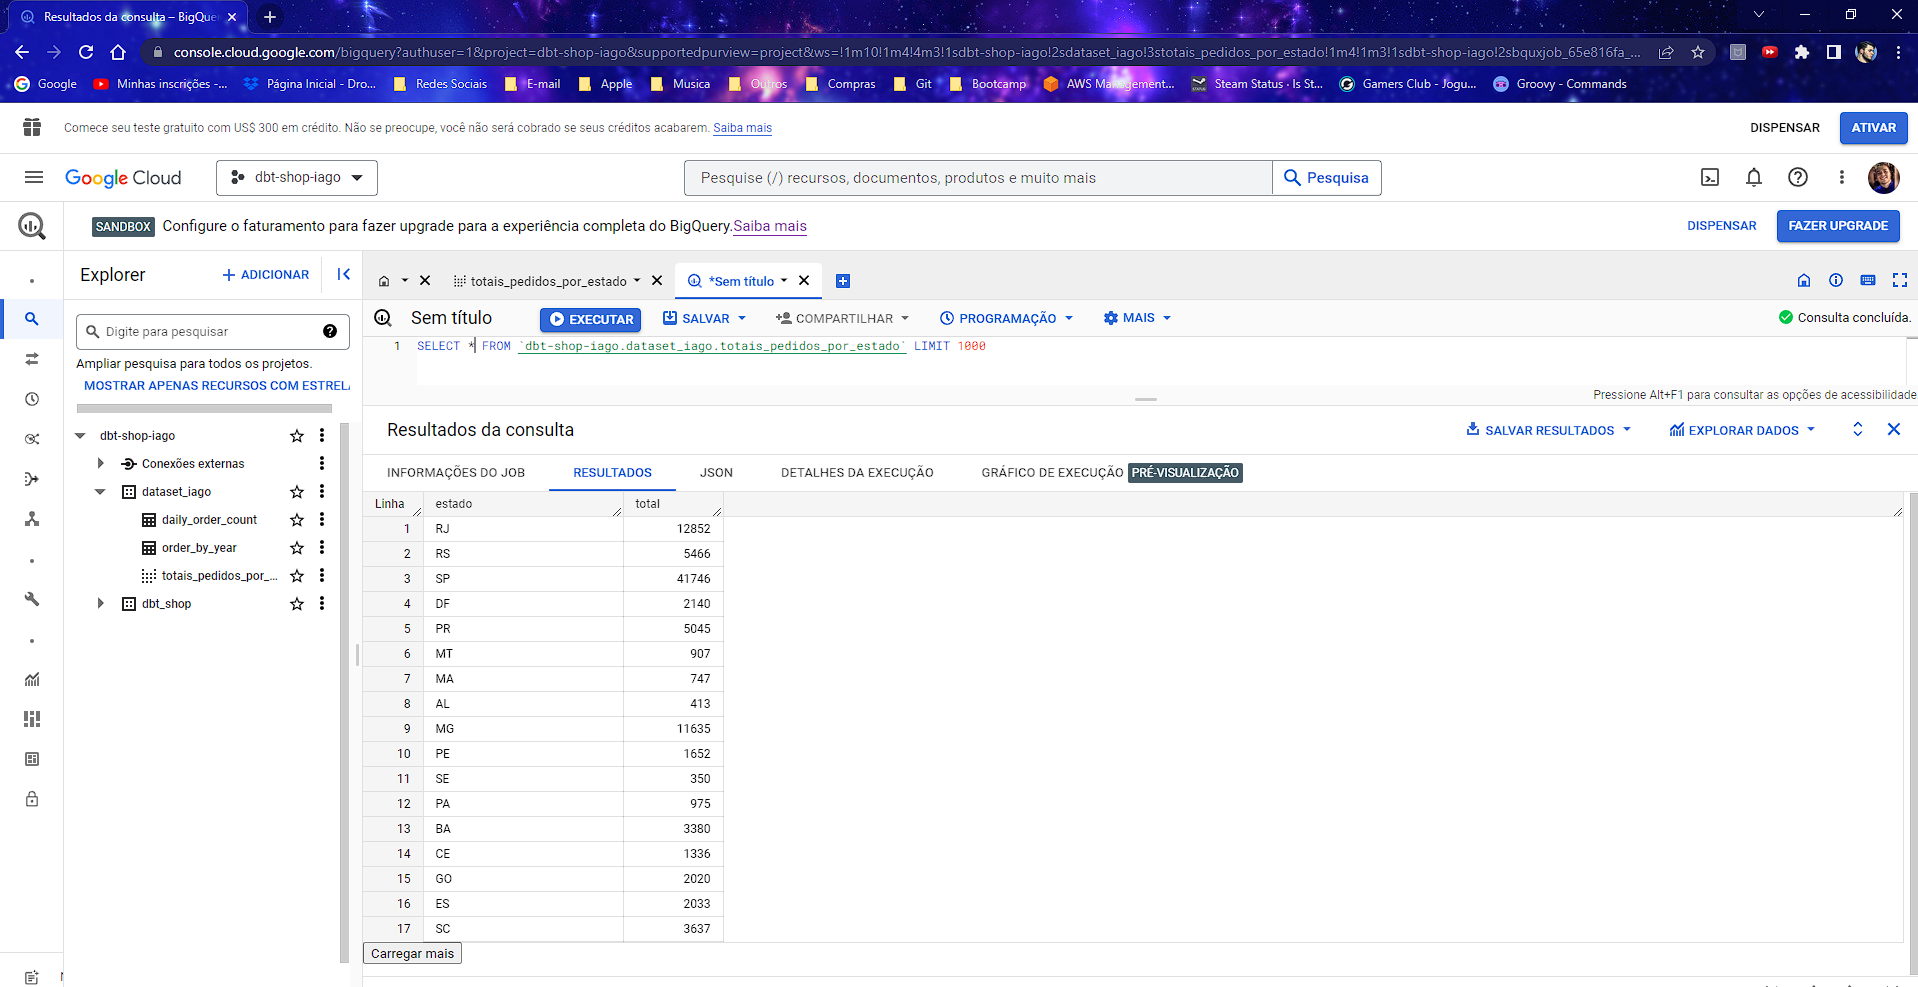 Resultados da consulta – BigQue
console.cloud.google.com/bigquery?authuser=1&project=dbt-shop-iago&supportedpurview=project&ws=!1m10!1m4!4m3!1sdbt-shop-iago!2sdataset_iago!3stotais_pedidos_por_estado!1m4!1m3!1sdbt-shop-iago!2sbquxjob_65e816fa_...
Google Minhas inscrições -... Página Inicial - Dro... Redes Sociais E-mail Apple Musica Outros Compras Git Bootcamp AWS Management... Steam Status · Is St... Gamers Club - Jogu... Groovy - Commands
Comece seu teste gratuito com US$ 300 em crédito. Não se preocupe, você não será cobrado se seus créditos acabarem. Saiba mais DISPENSAR ATIVAR
Google Cloud dbt-shop-iago Pesquise (/) recursos, documentos, produtos e muito mais Pesquisa
SANDBOX Configure o faturamento para fazer upgrade para a experiência completa do BigQuery.Saiba mais DISPENSAR FAZER UPGRADE
Explorer + ADICIONAR
totais_pedidos_por_estado *Sem título
Digite para pesquisar
Ampliar pesquisa para todos os projetos.
MOSTRAR APENAS RECURSOS COM ESTREL
dbt-shop-iago
Conexões externas
dataset_iago
daily_order_count
order_by_year
totais_pedidos_por_...
dbt_shop
Sem título EXECUTAR SALVAR COMPARTILHAR PROGRAMAÇÃO MAIS Consulta concluída.
1 SELECT * FROM `dbt-shop-iago.dataset_iago.totais_pedidos_por_estado` LIMIT 1000
Pressione Alt+F1 para consultar as opções de acessibilidade
Resultados da consulta SALVAR RESULTADOS EXPLORAR DADOS
INFORMAÇÕES DO JOB RESULTADOS JSON DETALHES DA EXECUÇÃO GRÁFICO DE EXECUÇÃO PRÉ-VISUALIZAÇÃO
Linha estado total
1 RJ 12852
2 RS 5466
3 SP 41746
4 DF 2140
5 PR 5045
6 MT 907
7 MA 747
8 AL 413
9 MG 11635
10 PE 1652
11 SE 350
12 PA 975
13 BA 3380
14 CE 1336
15 GO 2020
16 ES 2033
17 SC 3637
Carregar mais